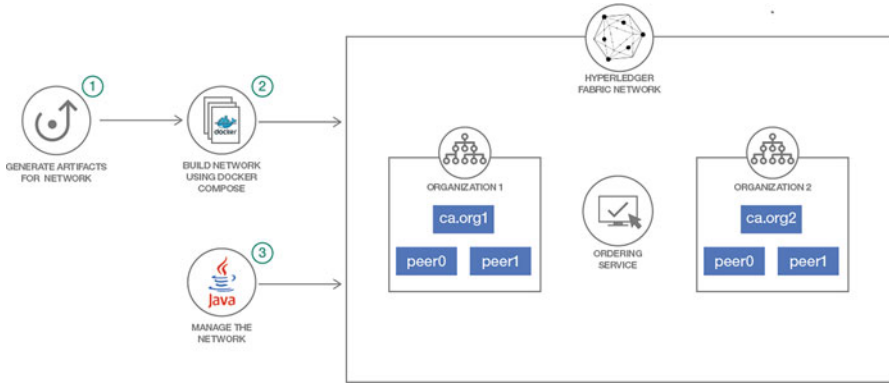 HYPERLEDGER
FABRIC NETWORK
1
GENERATE ARTIFACTS
FOR NETWORK
2
docker
BUILD NETWORK
USING DOCKER
COMPOSE
3
Java
MANAGE THE
NETWORK
ORGANIZATION 1
ca.org1
peer0 peer1
ORDERING
SERVICE
ORGANIZATION 2
ca.org2
peer0 peer1